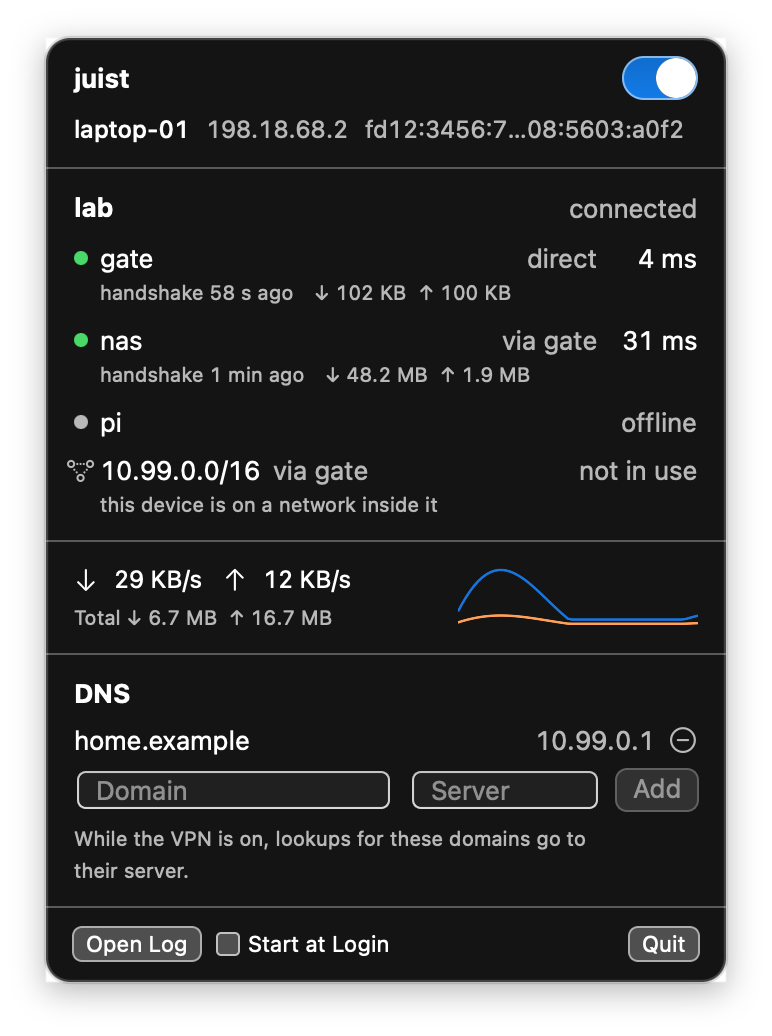 juist
laptop-01 198.18.68.2 fd12:3456:7…08:5603:a0f2
lab connected
gate direct 4 ms
handshake 58 s ago ↓ 102 KB ↑ 100 KB
nas via gate 31 ms
handshake 1 min ago ↓ 48.2 MB ↑ 1.9 MB
pi offline
10.99.0.0/16 via gate not in use
this device is on a network inside it
↓ 29 KB/s ↑ 12 KB/s
Total ↓ 6.7 MB ↑ 16.7 MB
DNS
home.example 10.99.0.1
Domain Server Add
While the VPN is on, lookups for these domains go to
their server.
Open Log Start at Login Quit